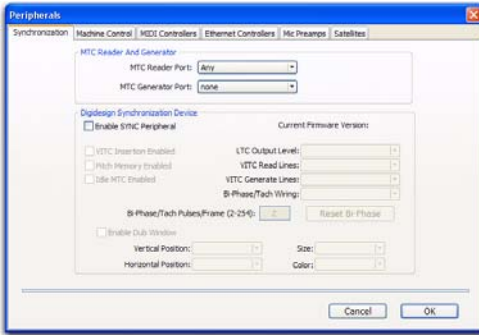 Peripherals
Synchronization Machine Control MIDI Controllers Ethernet Controllers Mic Preamps Satellites
MTC Reader And Generator
MTC Reader Port: Any
MTC Generator Port: none
Digidesign Synchronization Device
Enable SYNC Peripheral Current Firmware Version:
VITC Insertion Enabled LTC Output Level:
Pitch Memory Enabled VITC Read Lines:
Idle MTC Enabled VITC Generate Lines:
Bi-Phase/Tach Wiring:
Bi-Phase/Tach Pulses/Frame (2-254): 2 Reset Bi-Phase
Enable Dub Window
Vertical Position: Size:
Horizontal Position: Color:
Cancel OK